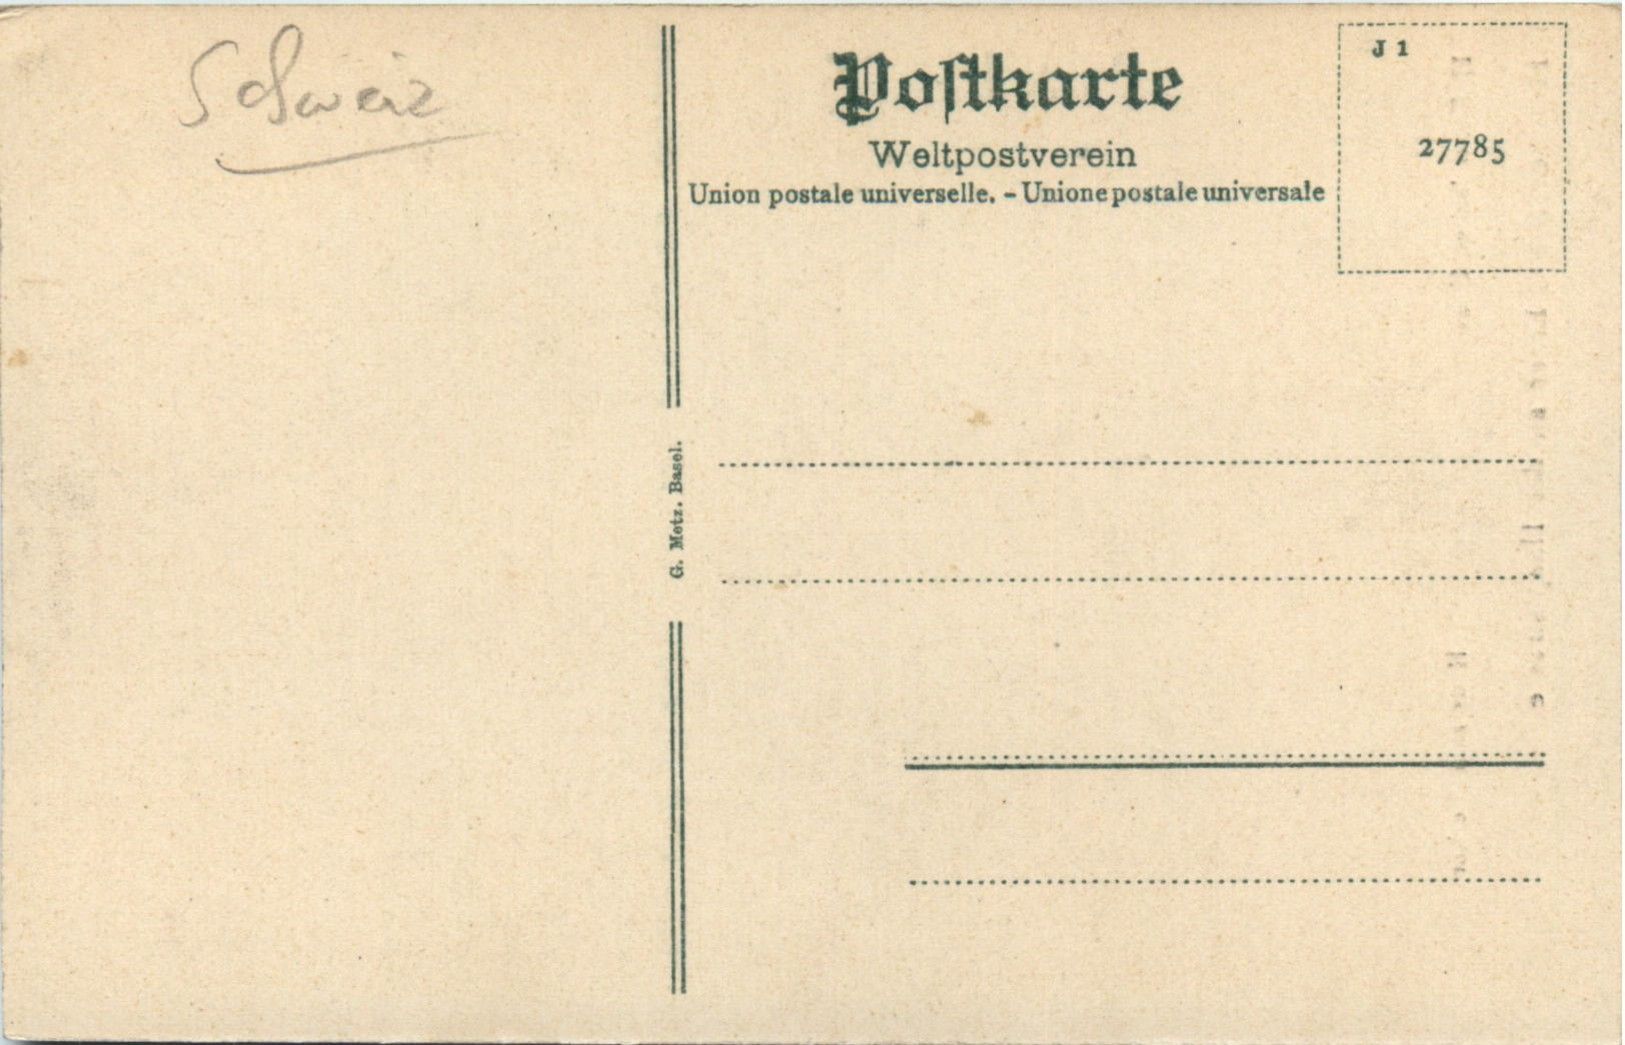 Schweiz
Postkarte
Weltpostverein
Union postale universelle. – Unione postale universale
J 1
27785
G. Metz. Basel.